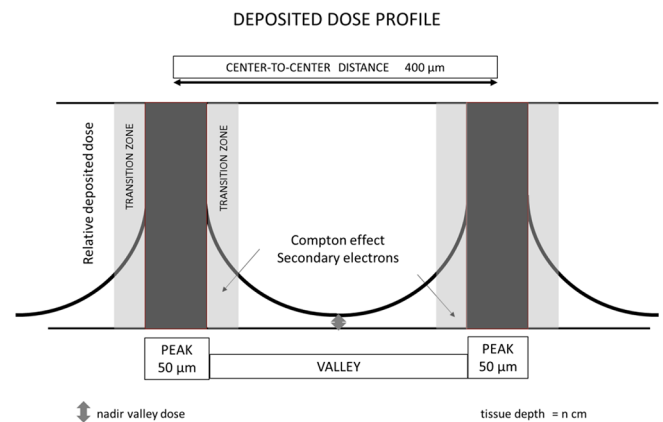 DEPOSITED DOSE PROFILE
CENTER-TO-CENTER DISTANCE 400 µm
Relative deposited dose
TRANSITION ZONE
TRANSITION ZONE
Compton effect
Secondary electrons
PEAK
50 µm
VALLEY
PEAK
50 µm
nadir valley dose
tissue depth = n cm